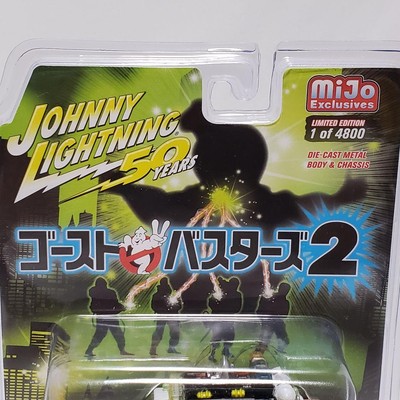 JOHNNY
LIGHTNING
50
YEARS
MiJo
Exclusives
LIMITED EDITION
1 of 4800
DIE-CAST METAL
BODY & CHASSIS
ゴーストバスターズ2